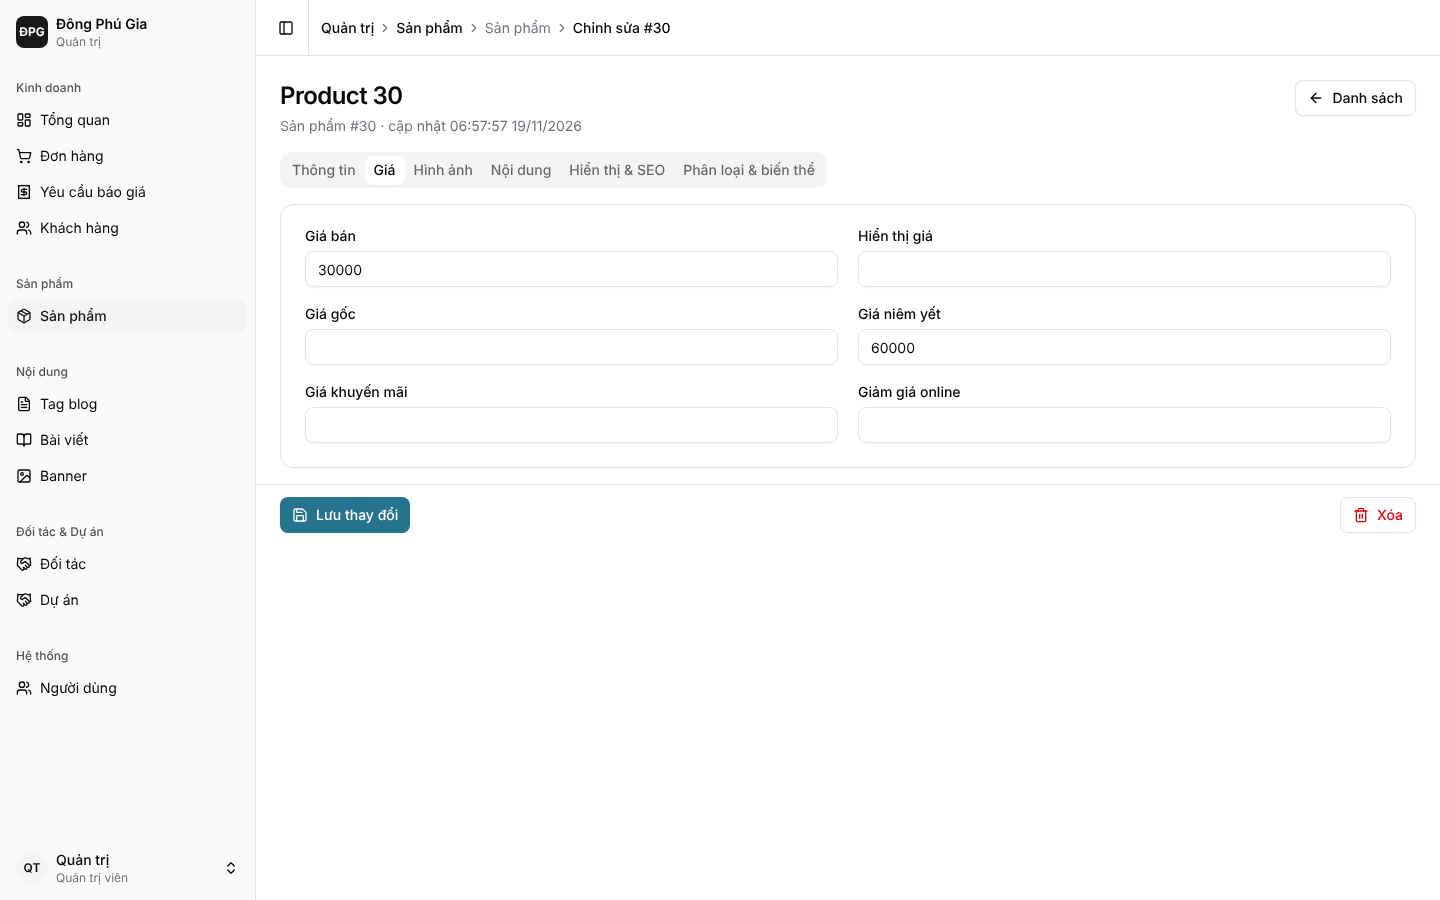 ĐPG
Đông Phú Gia
Quản trị
Kinh doanh
Tổng quan
Đơn hàng
Yêu cầu báo giá
Khách hàng
Sản phẩm
Sản phẩm
Nội dung
Tag blog
Bài viết
Banner
Đối tác & Dự án
Đối tác
Dự án
Hệ thống
Người dùng
QT
Quản trị
Quản trị viên
Quản trị > Sản phẩm > Sản phẩm > Chỉnh sửa #30
Product 30
Sản phẩm #30 · cập nhật 06:57:57 19/11/2026
Danh sách
Thông tin Giá Hình ảnh Nội dung Hiển thị & SEO Phân loại & biến thể
Giá bán
30000
Hiển thị giá
Giá gốc
Giá niêm yết
60000
Giá khuyến mãi
Giảm giá online
Lưu thay đổi
Xóa